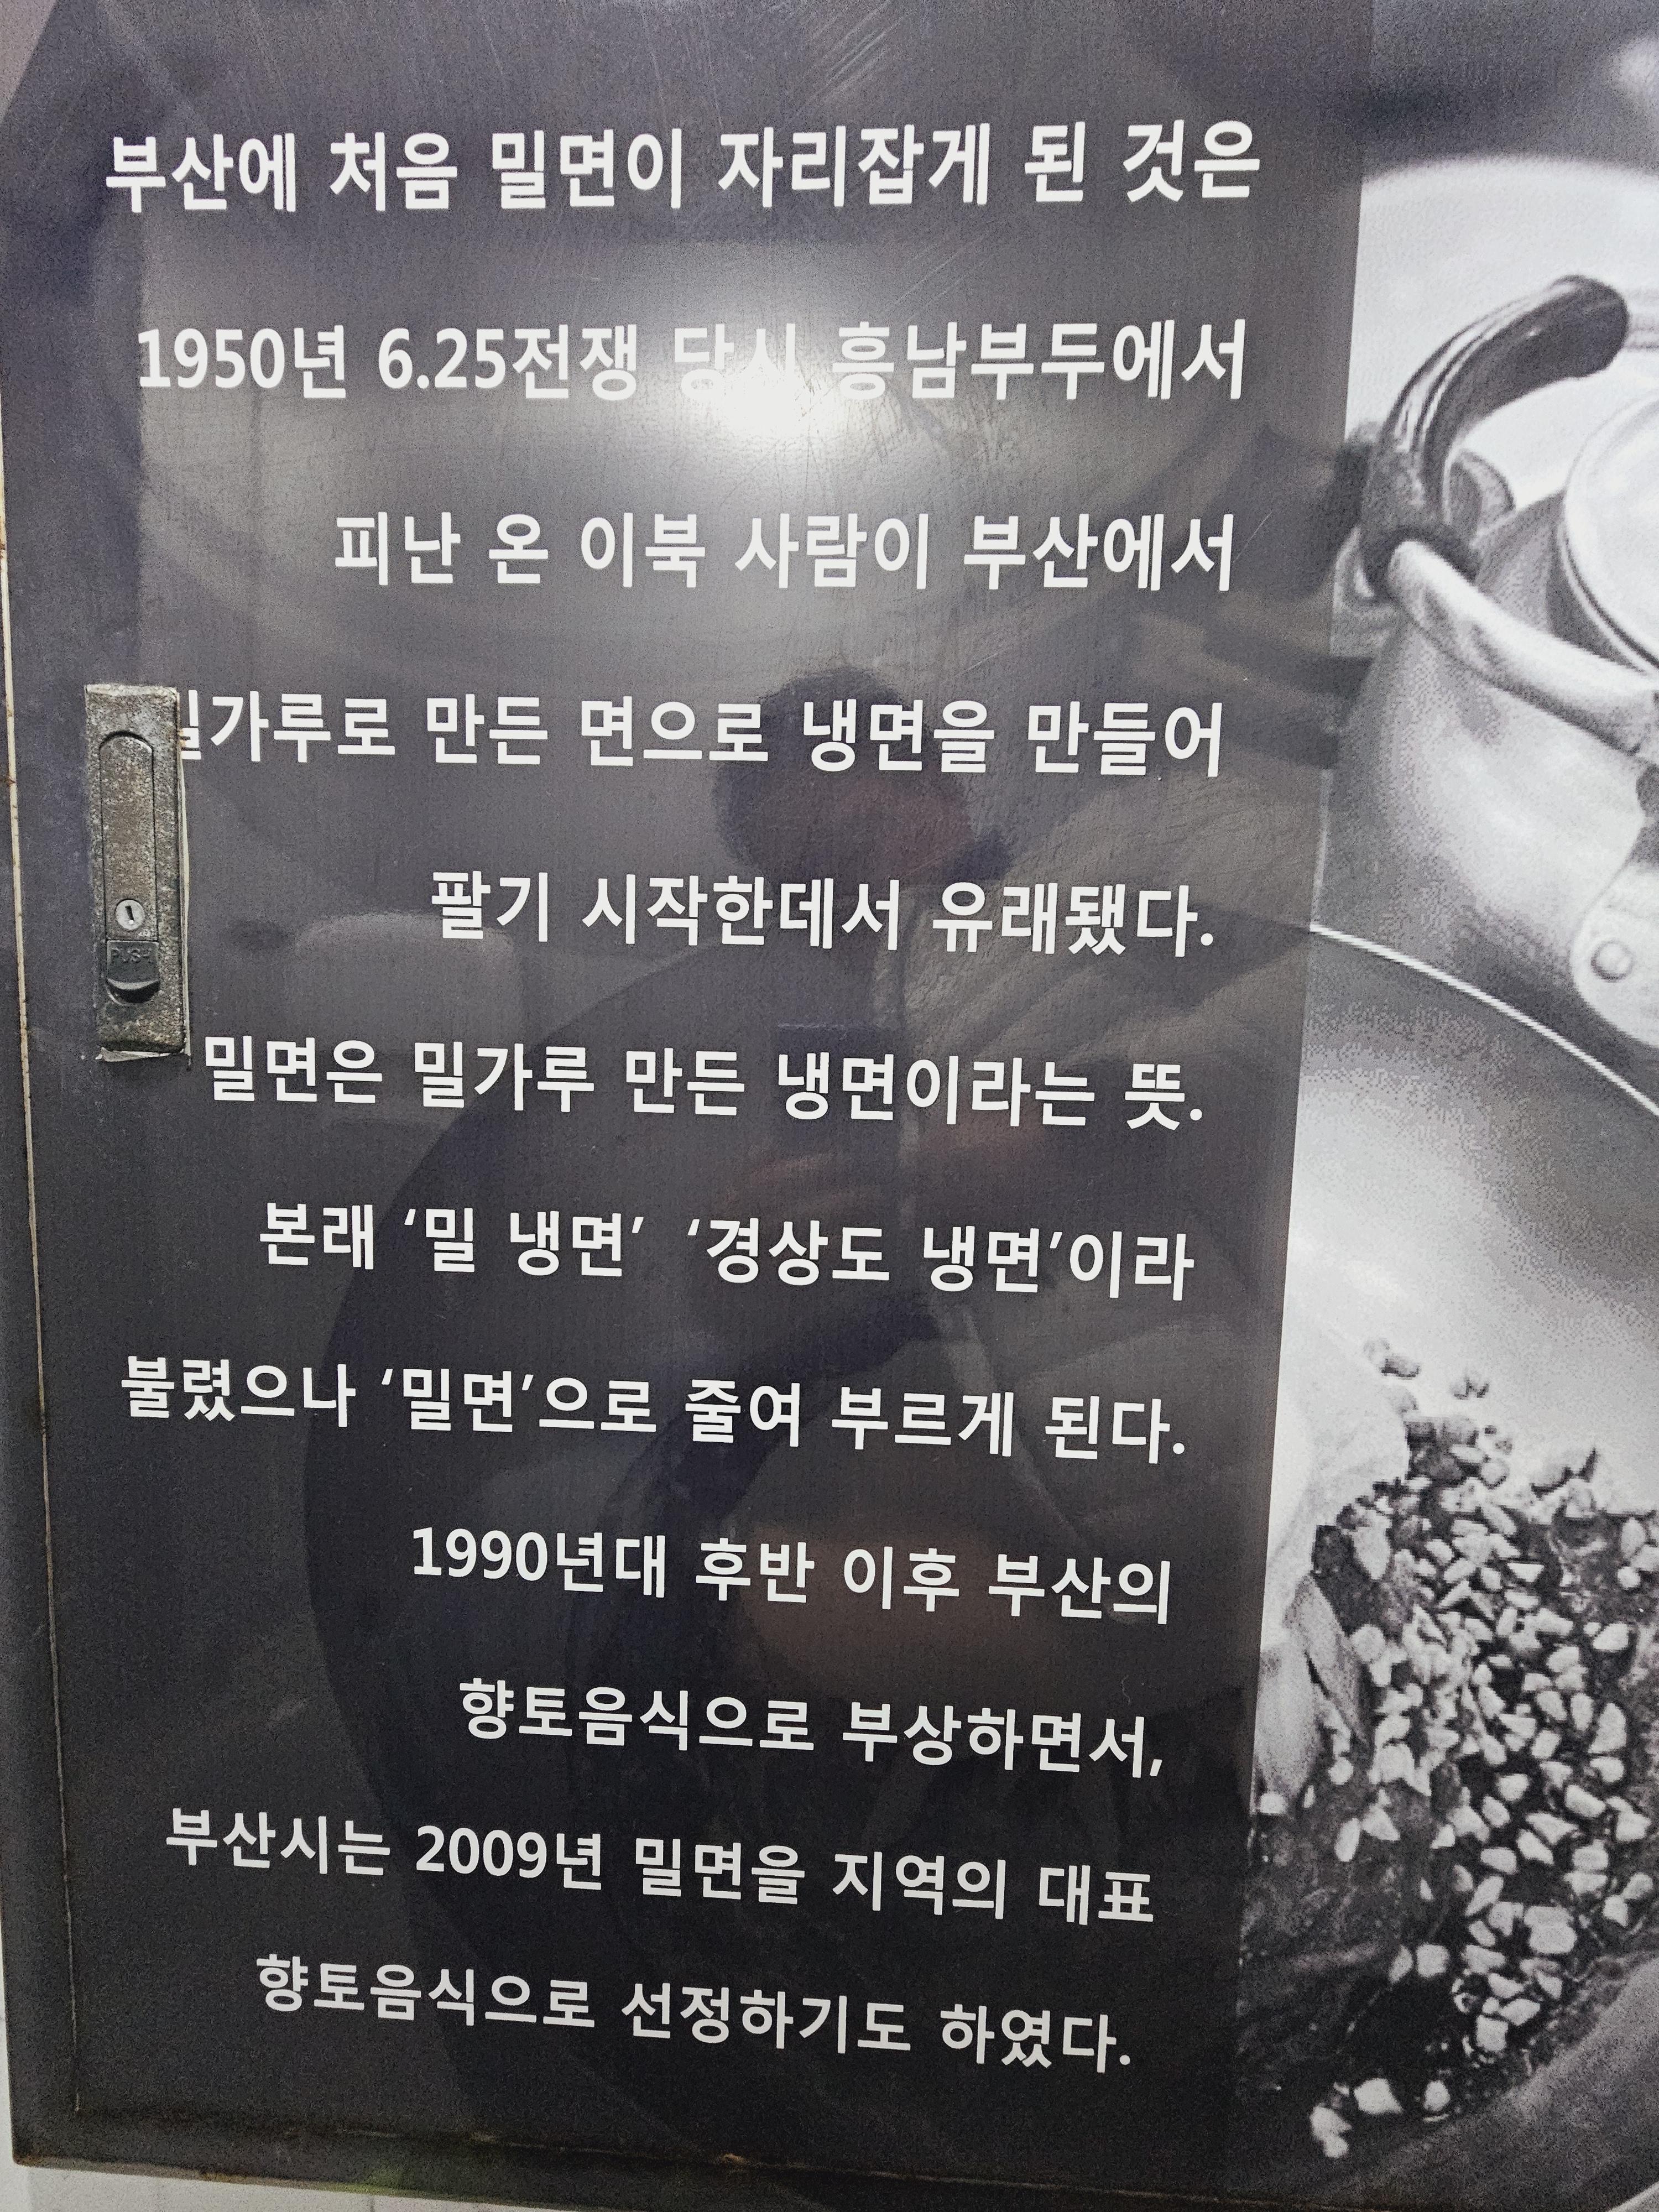 부산에 처음 밀면이 자리잡게 된 것은
1950년 6.25전쟁 당시 흥남부두에서
피난 온 이북 사람이 부산에서
밀가루로 만든 면으로 냉면을 만들어
팔기 시작한데서 유래됐다.
PUSH
밀면은 밀가루 만든 냉면이라는 뜻.
본래 ‘밀 냉면’ ‘경상도 냉면’이라
불렸으나 ‘밀면’으로 줄여 부르게 된다.
1990년대 후반 이후 부산의
향토음식으로 부상하면서,
부산시는 2009년 밀면을 지역의 대표
향토음식으로 선정하기도 하였다.